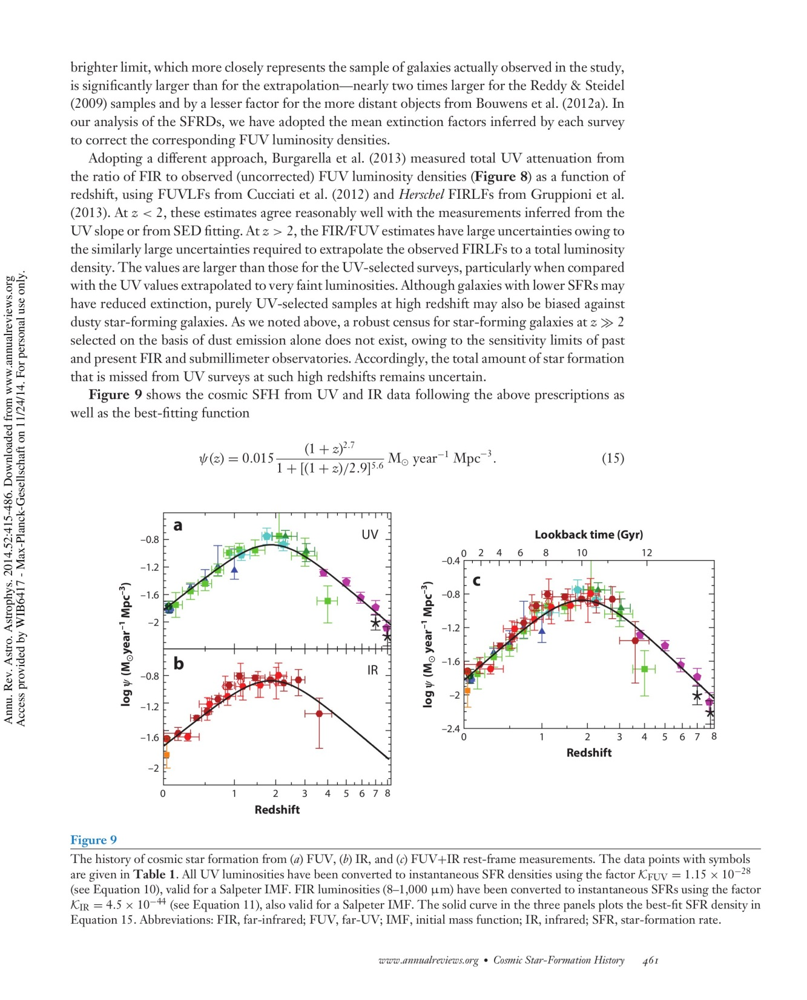 brighter limit, which more closely represents the sample of galaxies actually observed in the study,
is significantly larger than for the extrapolation—nearly two times larger for the Reddy & Steidel
(2009) samples and by a lesser factor for the more distant objects from Bouwens et al. (2012a). In
our analysis of the SFRDs, we have adopted the mean extinction factors inferred by each survey
to correct the corresponding FUV luminosity densities.
Adopting a different approach, Burgarella et al. (2013) measured total UV attenuation from
the ratio of FIR to observed (uncorrected) FUV luminosity densities (Figure 8) as a function of
redshift, using FUVLFs from Cucciati et al. (2012) and Herschel FIRLFs from Gruppioni et al.
(2013). At z < 2, these estimates agree reasonably well with the measurements inferred from the
UV slope or from SED fitting. At z > 2, the FIR/FUV estimates have large uncertainties owing to
the similarly large uncertainties required to extrapolate the observed FIRLFs to a total luminosity
density. The values are larger than those for the UV-selected surveys, particularly when compared
with the UV values extrapolated to very faint luminosities. Although galaxies with lower SFRs may
have reduced extinction, purely UV-selected samples at high redshift may also be biased against
dusty star-forming galaxies. As we noted above, a robust census for star-forming galaxies at z ≫ 2
selected on the basis of dust emission alone does not exist, owing to the sensitivity limits of past
and present FIR and submillimeter observatories. Accordingly, the total amount of star formation
that is missed from UV surveys at such high redshifts remains uncertain.
Figure 9 shows the cosmic SFH from UV and IR data following the above prescriptions as
well as the best-fitting function
ψ(z) = 0.015 (1 + z)^2.7 / 1 + [(1 + z)/2.9]^5.6 M⊙ year⁻¹ Mpc⁻³. (15)
a
UV
−0.8
−1.2
−1.6
−2
b
IR
−0.8
−1.2
−1.6
−2
log ψ (M⊙ year⁻¹ Mpc⁻³)
0 1 2 3 4 5 6 7 8
Redshift
Lookback time (Gyr)
0 2 4 6 8 10 12
c
−0.4
−0.8
−1.2
−1.6
−2
−2.4
log ψ (M⊙ year⁻¹ Mpc⁻³)
0 1 2 3 4 5 6 7 8
Redshift
Figure 9
The history of cosmic star formation from (a) FUV, (b) IR, and (c) FUV+IR rest-frame measurements. The data points with symbols
are given in Table 1. All UV luminosities have been converted to instantaneous SFR densities using the factor 𝒦FUV = 1.15 × 10⁻²⁸
(see Equation 10), valid for a Salpeter IMF. FIR luminosities (8–1,000 μm) have been converted to instantaneous SFRs using the factor
𝒦IR = 4.5 × 10⁻⁴⁴ (see Equation 11), also valid for a Salpeter IMF. The solid curve in the three panels plots the best-fit SFR density in
Equation 15. Abbreviations: FIR, far-infrared; FUV, far-UV; IMF, initial mass function; IR, infrared; SFR, star-formation rate.
www.annualreviews.org • Cosmic Star-Formation History 461
Annu. Rev. Astro. Astrophys. 2014.52:415-486. Downloaded from www.annualreviews.org
Access provided by WIB6417 - Max-Planck-Gesellschaft on 11/24/14. For personal use only.